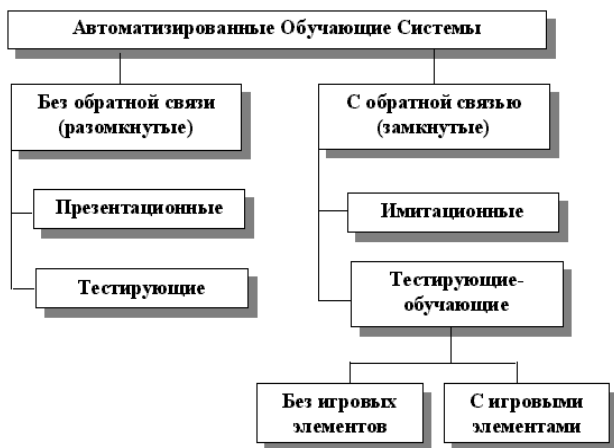 Автоматизированные Обучающие Системы
Без обратной связи
(разомкнутые)
С обратной связью
(замкнутые)
Презентационные
Имитационные
Тестирующие
Тестирующие-
обучающие
Без игровых
элементов
С игровыми
элементами